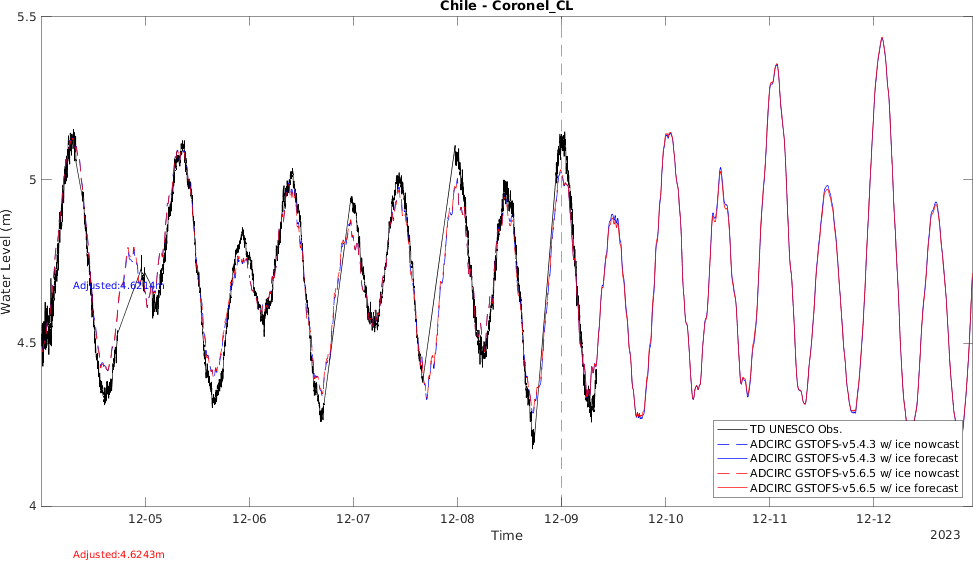 Chile - Coronel_CL
5.5
5
4.5
4
Water Level (m)
Adjusted:4.6214m
TD UNESCO Obs.
ADCIRC GSTOFS-v5.4.3 w/ ice nowcast
ADCIRC GSTOFS-v5.4.3 w/ ice forecast
ADCIRC GSTOFS-v5.6.5 w/ ice nowcast
ADCIRC GSTOFS-v5.6.5 w/ ice forecast
12-05 12-06 12-07 12-08 12-09 12-10 12-11 12-12
Time
2023
Adjusted:4.6243m